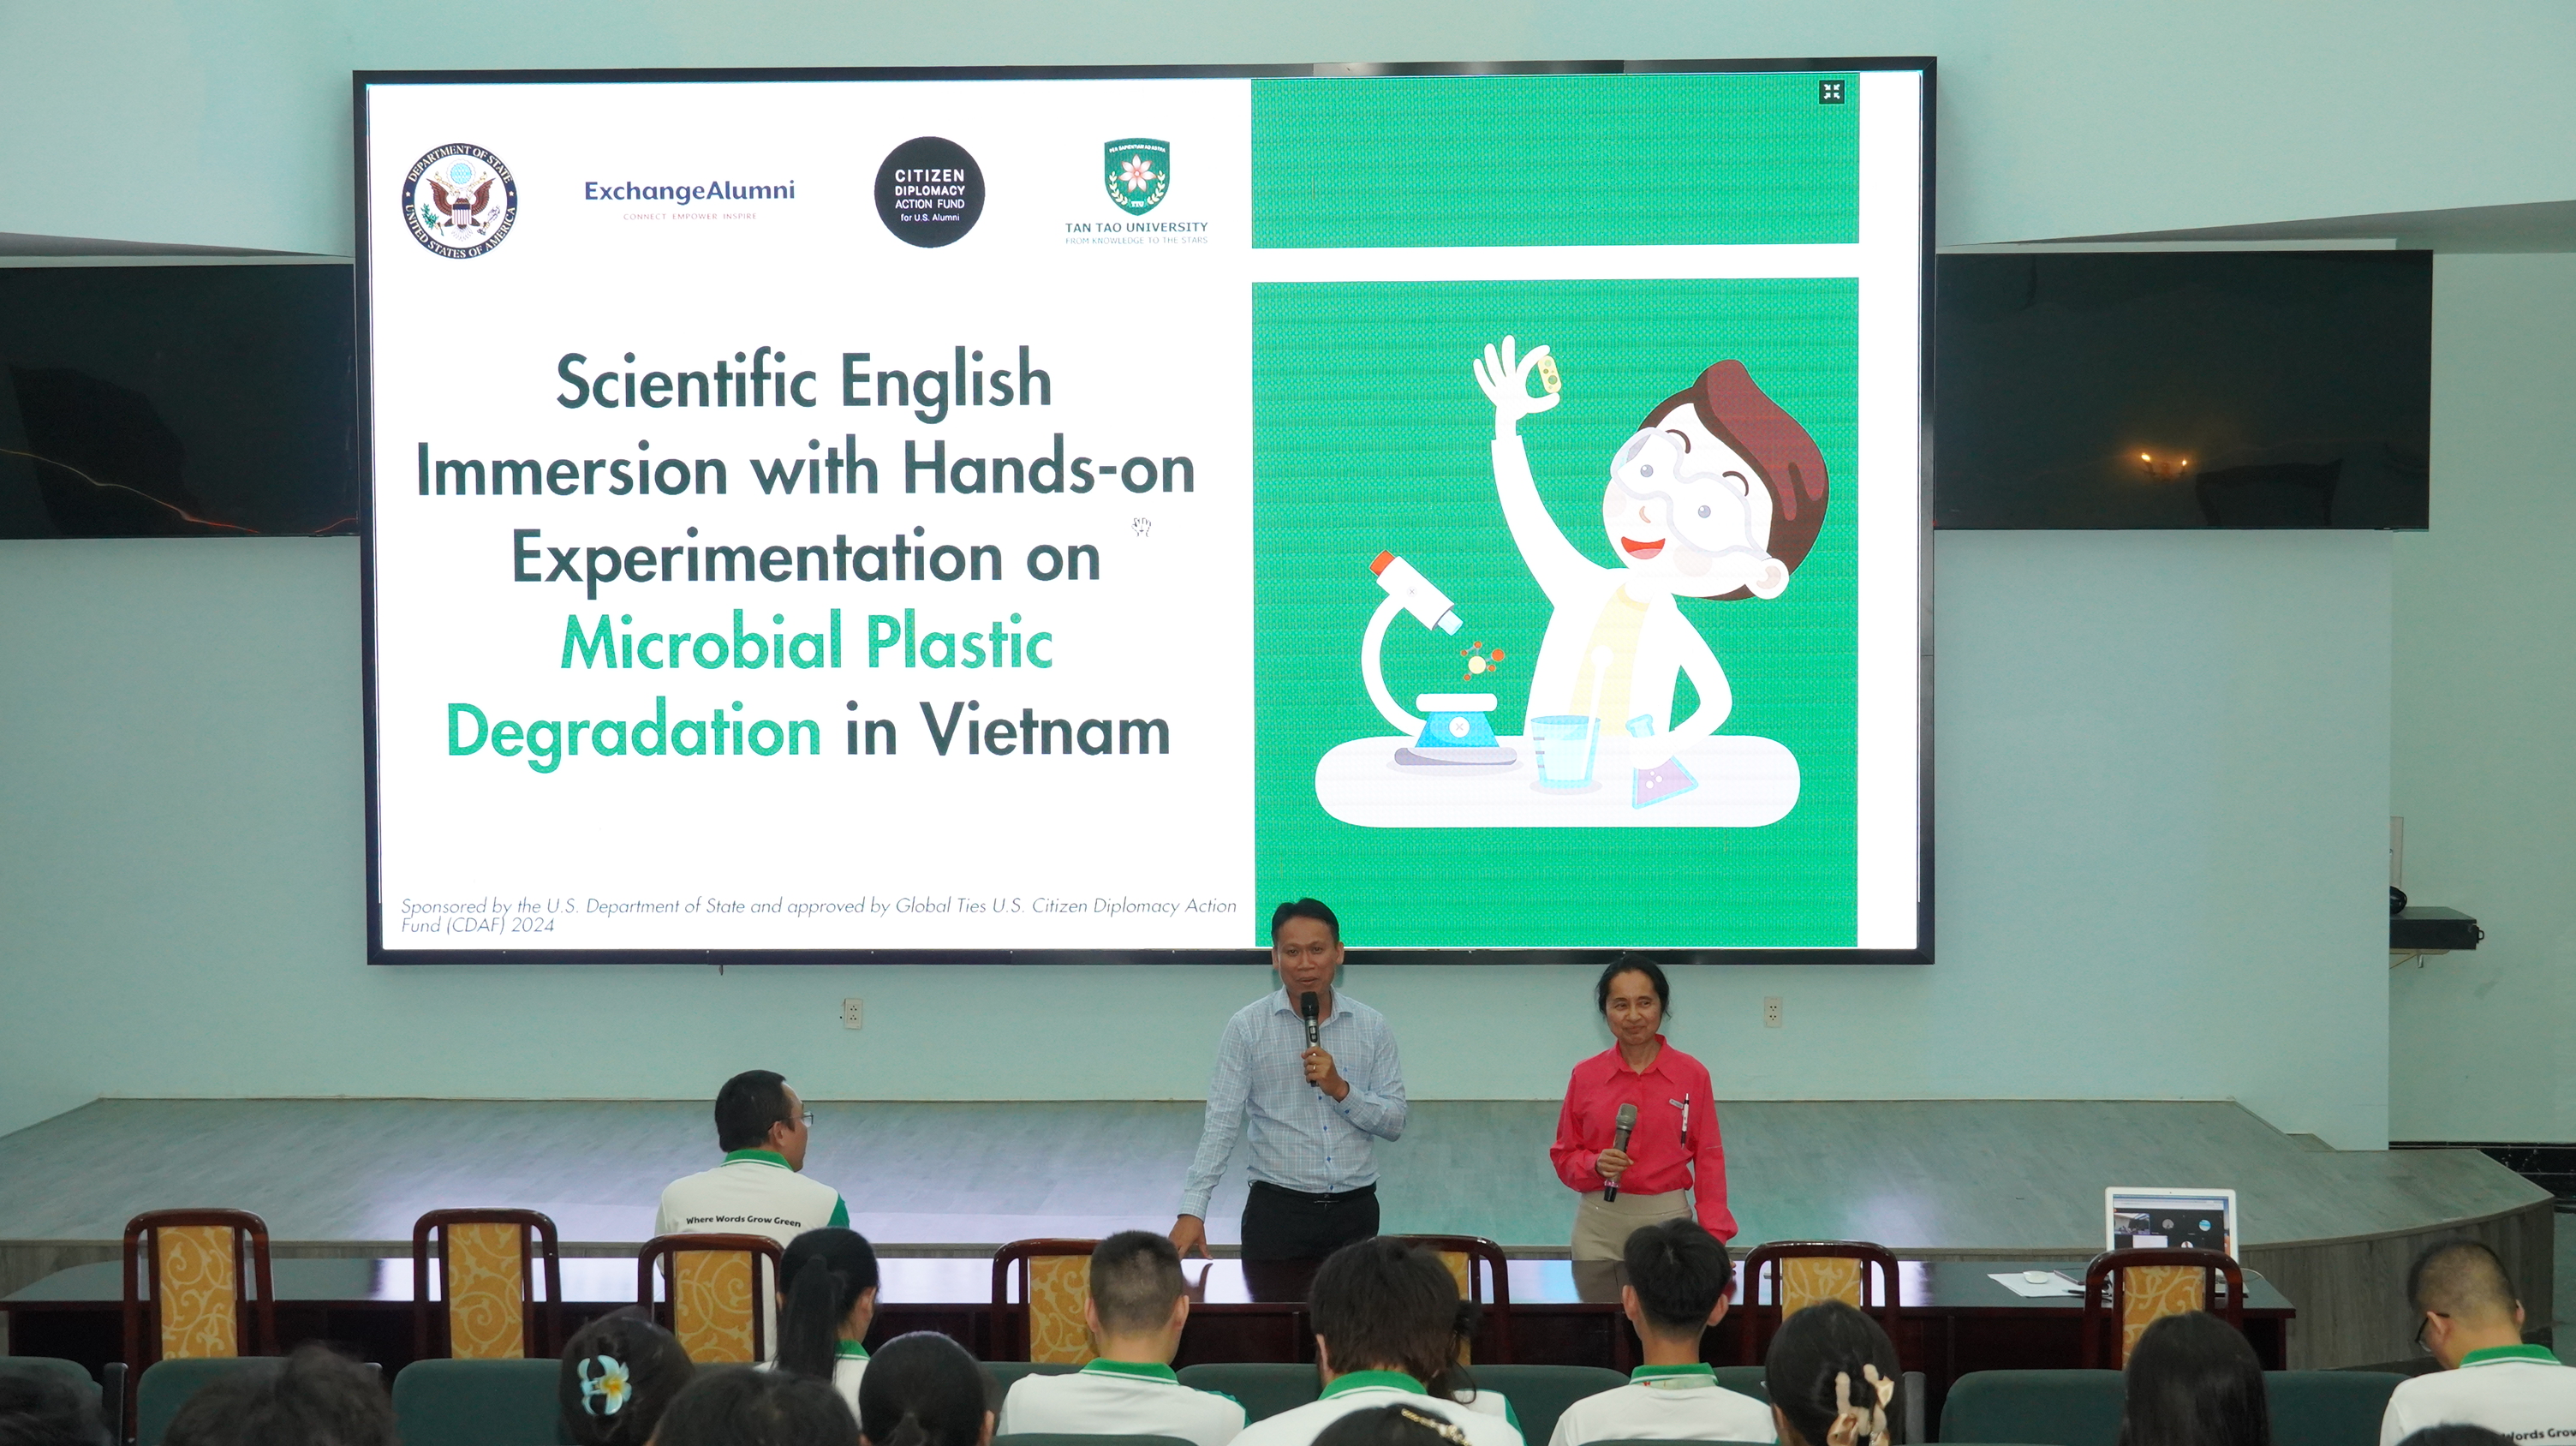 DEPARTMENT OF STATE
UNITED STATES OF AMERICA
ExchangeAlumni
CONNECT EMPOWER INSPIRE
CITIZEN
DIPLOMACY
ACTION FUND
for U.S. Alumni
TTU
TAN TAO UNIVERSITY
FROM KNOWLEDGE TO THE STARS
Scientific English
Immersion with Hands-on
Experimentation on
Microbial Plastic
Degradation in Vietnam
Sponsored by the U.S. Department of State and approved by Global Ties U.S. Citizen Diplomacy Action
Fund (CDAF) 2024
Where Words Grow Green